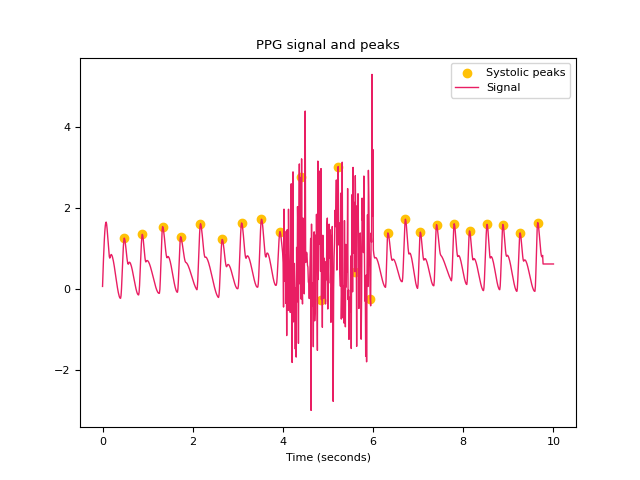 PPG signal and peaks
Systolic peaks
Signal
4
2
0
−2
0 2 4 6 8 10
Time (seconds)